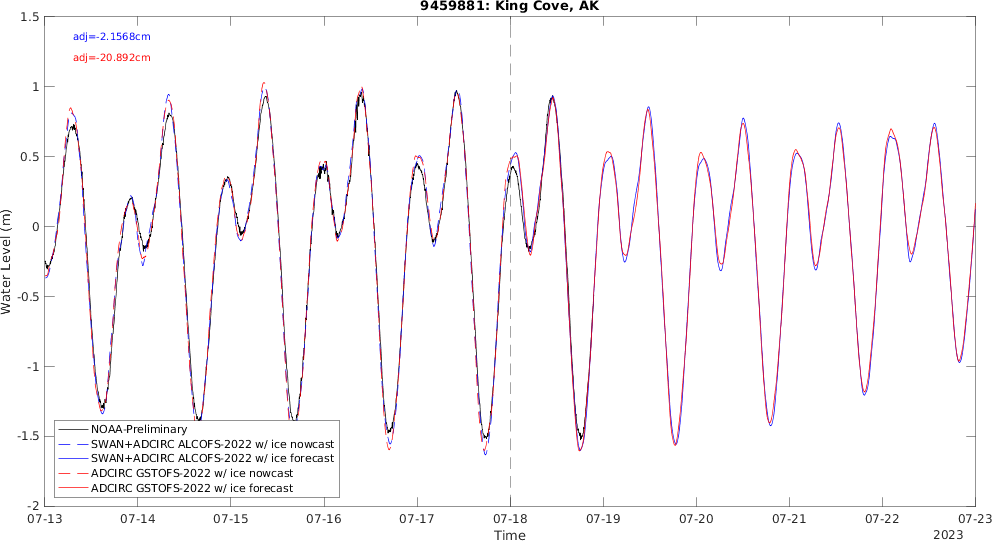 9459881: King Cove, AK
adj=-2.1568cm
adj=-20.892cm
Water Level (m)
1.5
1
0.5
0
-0.5
-1
-1.5
-2
NOAA-Preliminary
SWAN+ADCIRC ALCOFS-2022 w/ ice nowcast
SWAN+ADCIRC ALCOFS-2022 w/ ice forecast
ADCIRC GSTOFS-2022 w/ ice nowcast
ADCIRC GSTOFS-2022 w/ ice forecast
07-13 07-14 07-15 07-16 07-17 07-18 07-19 07-20 07-21 07-22 07-23
Time
2023